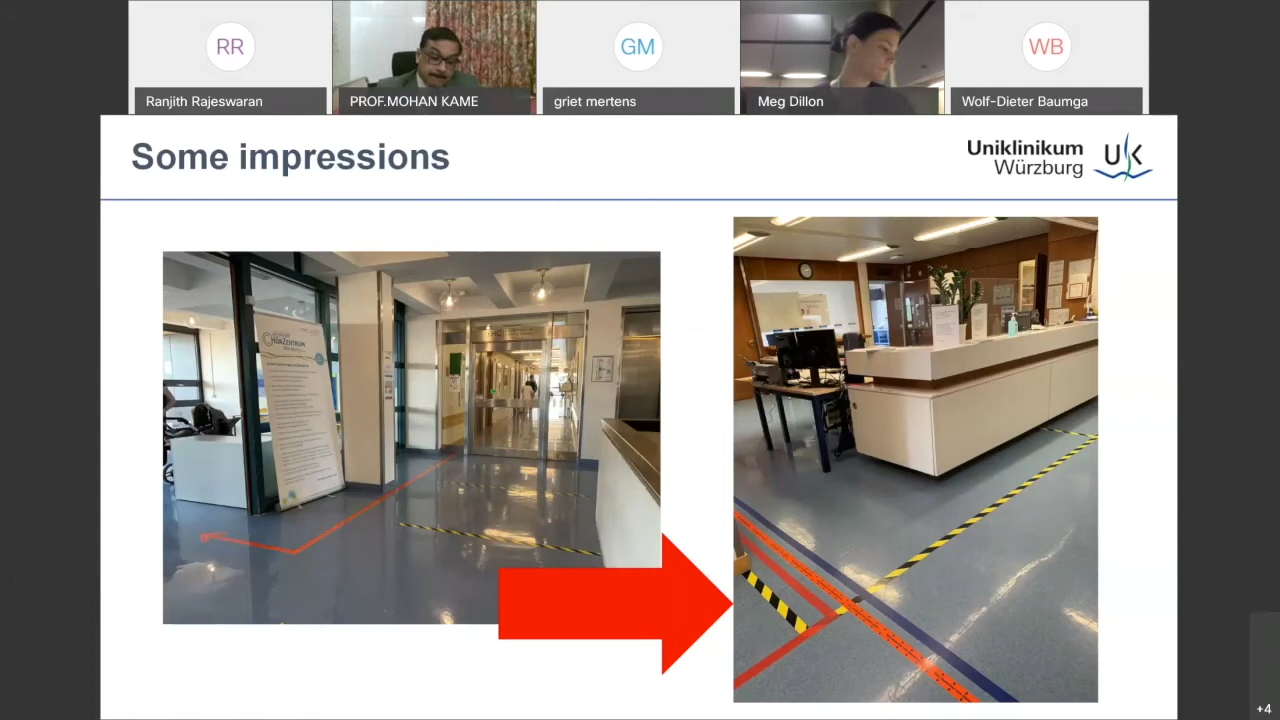 RR
Ranjith Rajeswaran
PROF.MOHAN KAME
GM
griet mertens
Meg Dillon
WB
Wolf-Dieter Baumga
Some impressions
Uniklinikum
Würzburg
UK
HÖRZENTRUM
+4